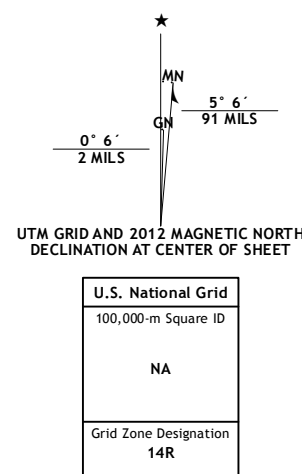 ★
MN
5° 6´
91 MILS
GN
0° 6´
2 MILS
UTM GRID AND 2012 MAGNETIC NORTH
DECLINATION AT CENTER OF SHEET
U.S. National Grid
100,000-m Square ID
NA
Grid Zone Designation
14R